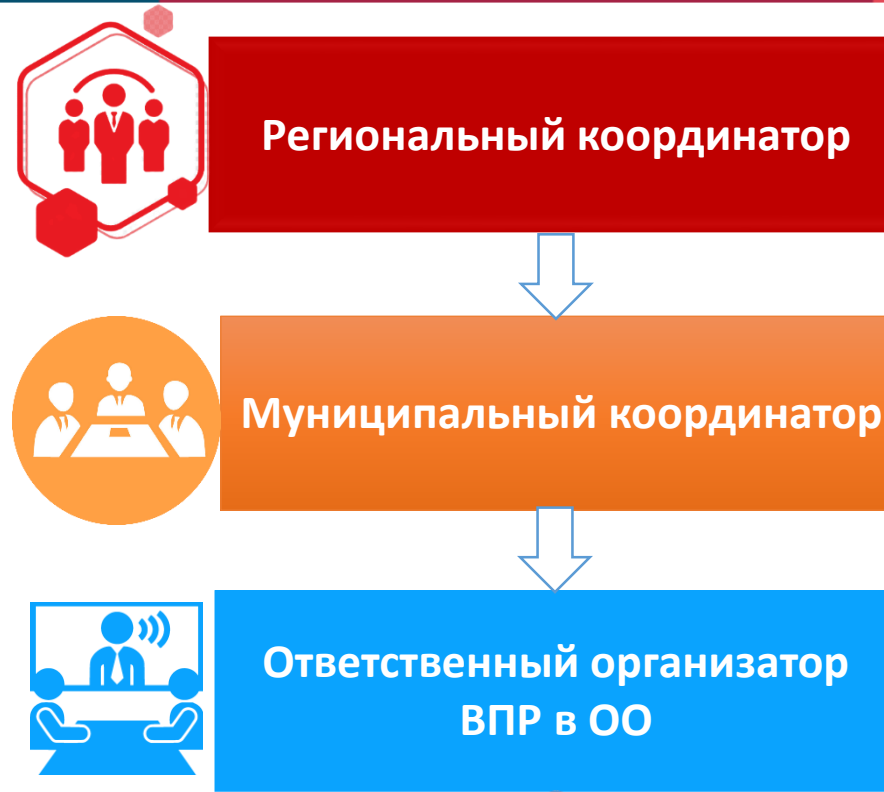 Региональный координатор
Муниципальный координатор
Ответственный организатор
ВПР в ОО